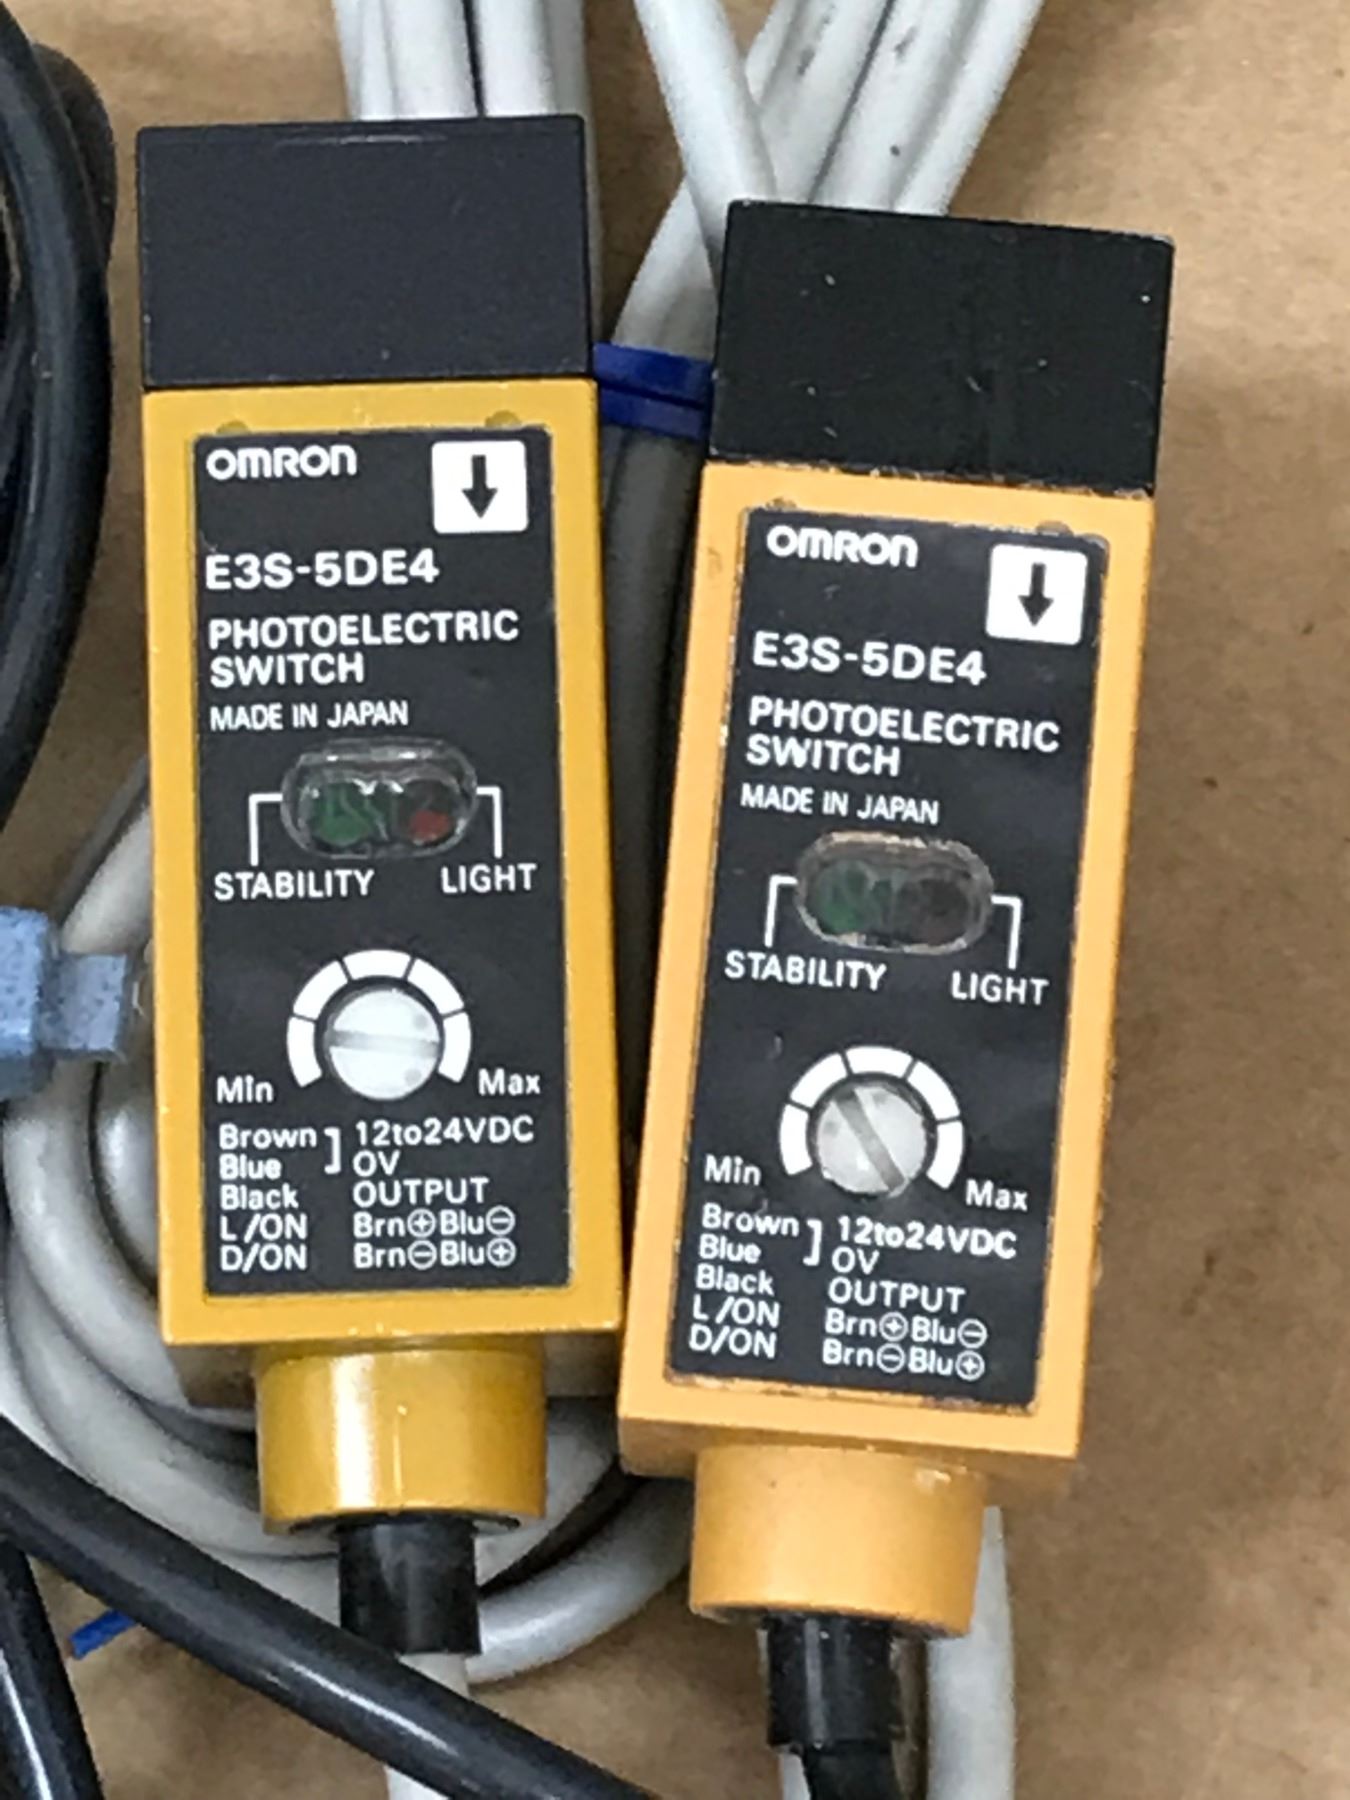 OMRON
E3S-5DE4
PHOTOELECTRIC
SWITCH
MADE IN JAPAN
STABILITY LIGHT
Min Max
Brown 12to24VDC
Blue 0V
Black OUTPUT
L/ON Brn⊕Blu⊖
D/ON Brn⊖Blu⊕
OMRON
E3S-5DE4
PHOTOELECTRIC
SWITCH
MADE IN JAPAN
STABILITY LIGHT
Min Max
Brown 12to24VDC
Blue 0V
Black OUTPUT
L/ON Brn⊕Blu⊖
D/ON Brn⊖Blu⊕